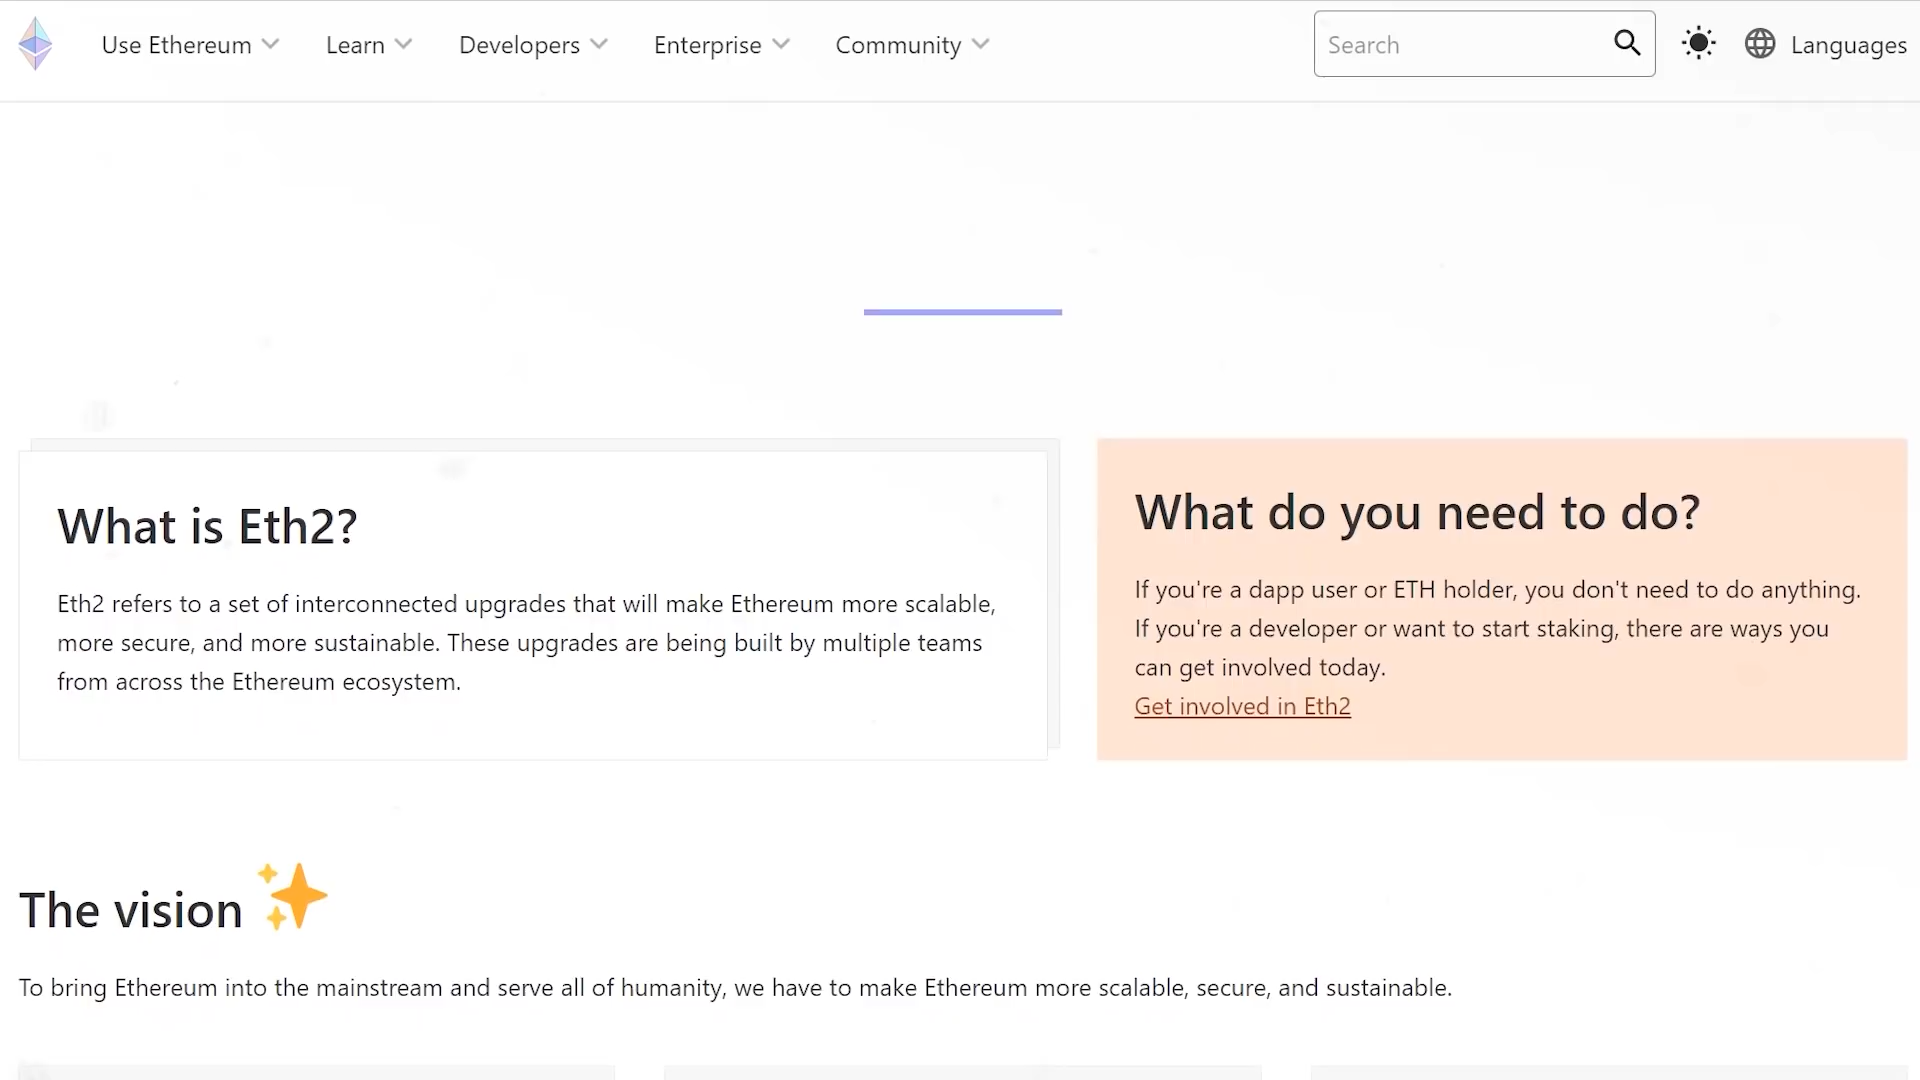 Use Ethereum Learn Developers Enterprise Community Search Languages
What is Eth2?
Eth2 refers to a set of interconnected upgrades that will make Ethereum more scalable,
more secure, and more sustainable. These upgrades are being built by multiple teams
from across the Ethereum ecosystem.
What do you need to do?
If you're a dapp user or ETH holder, you don't need to do anything.
If you're a developer or want to start staking, there are ways you
can get involved today.
Get involved in Eth2
The vision
To bring Ethereum into the mainstream and serve all of humanity, we have to make Ethereum more scalable, secure, and sustainable.